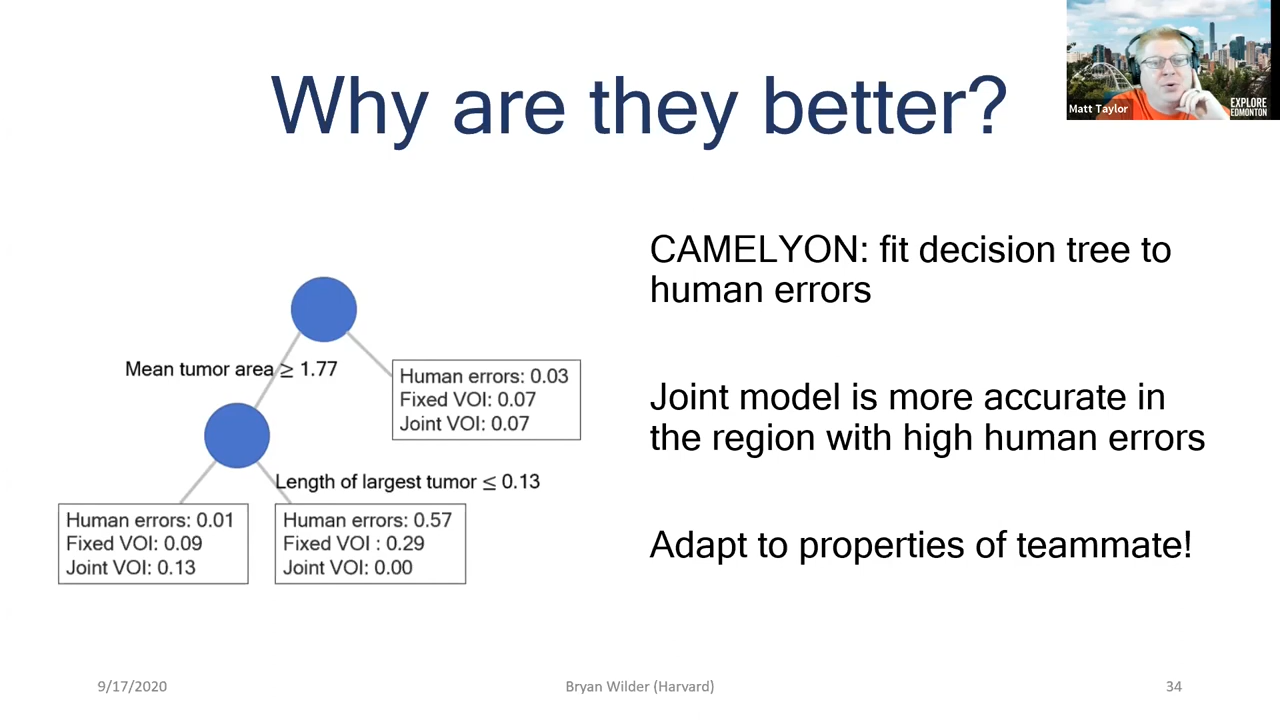 Why are they better?
Matt Taylor
EXPLORE
EDMONTON
CAMELYON: fit decision tree to
human errors
Joint model is more accurate in
the region with high human errors
Adapt to properties of teammate!
Mean tumor area ≥ 1.77
Human errors: 0.03
Fixed VOI: 0.07
Joint VOI: 0.07
Length of largest tumor ≤ 0.13
Human errors: 0.01
Fixed VOI: 0.09
Joint VOI: 0.13
Human errors: 0.57
Fixed VOI : 0.29
Joint VOI: 0.00
9/17/2020
Bryan Wilder (Harvard)
34